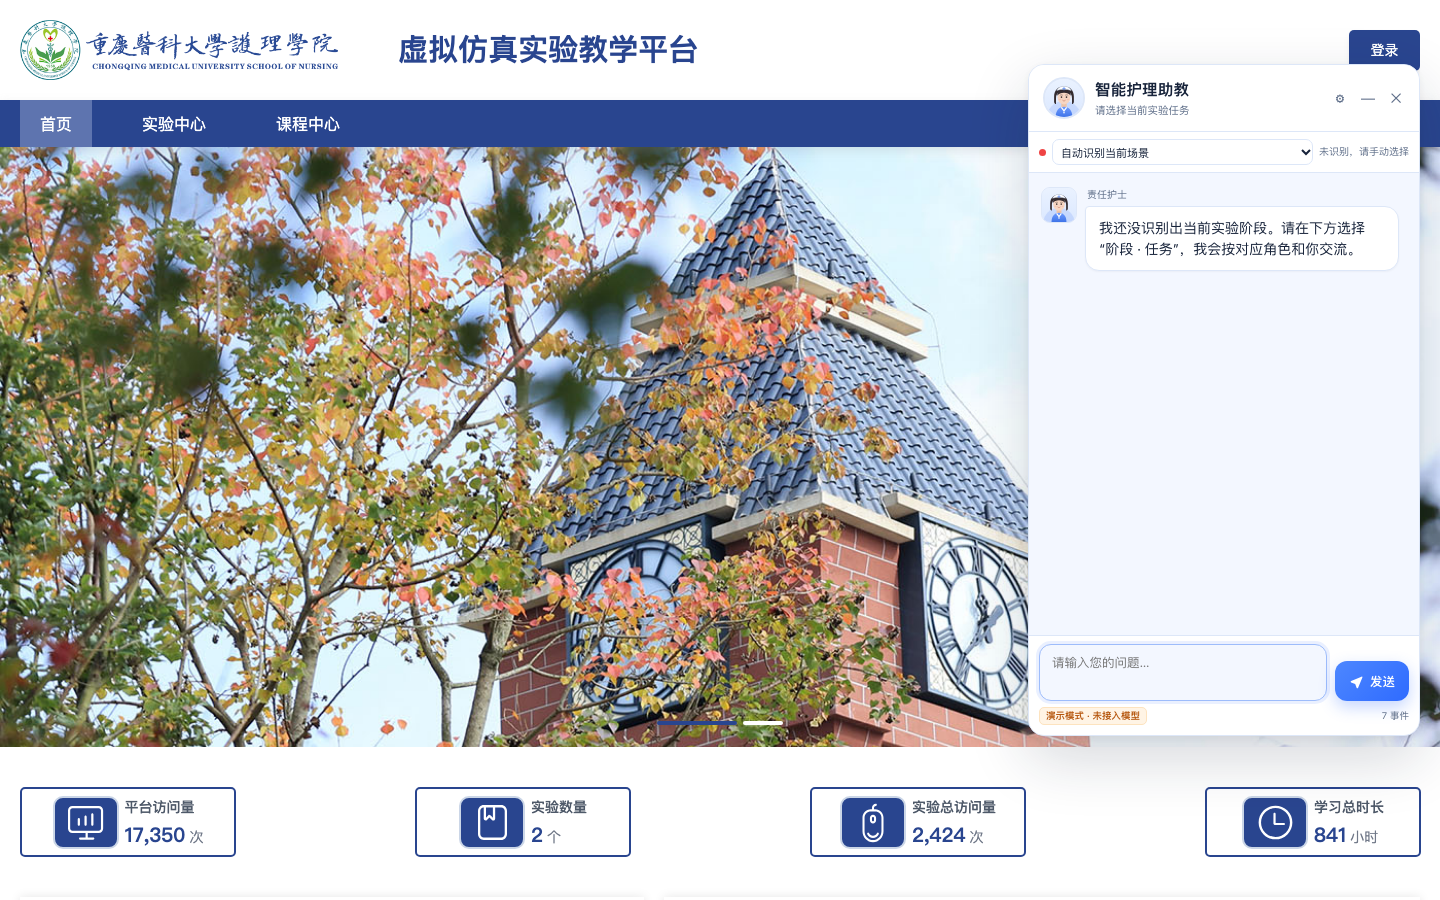 重慶醫科大學護理學院
CHONGQING MEDICAL UNIVERSITY SCHOOL OF NURSING
虚拟仿真实验教学平台
登录
首页
实验中心
课程中心
智能护理助教
请选择当前实验任务
自动识别当前场景
未识别，请手动选择
责任护士
我还没识别出当前实验阶段。请在下方选择
“阶段 · 任务”，我会按对应角色和你交流。
请输入您的问题...
发送
演示模式 · 未接入模型
7 事件
平台访问量
17,350 次
实验数量
2 个
实验总访问量
2,424 次
学习总时长
841 小时